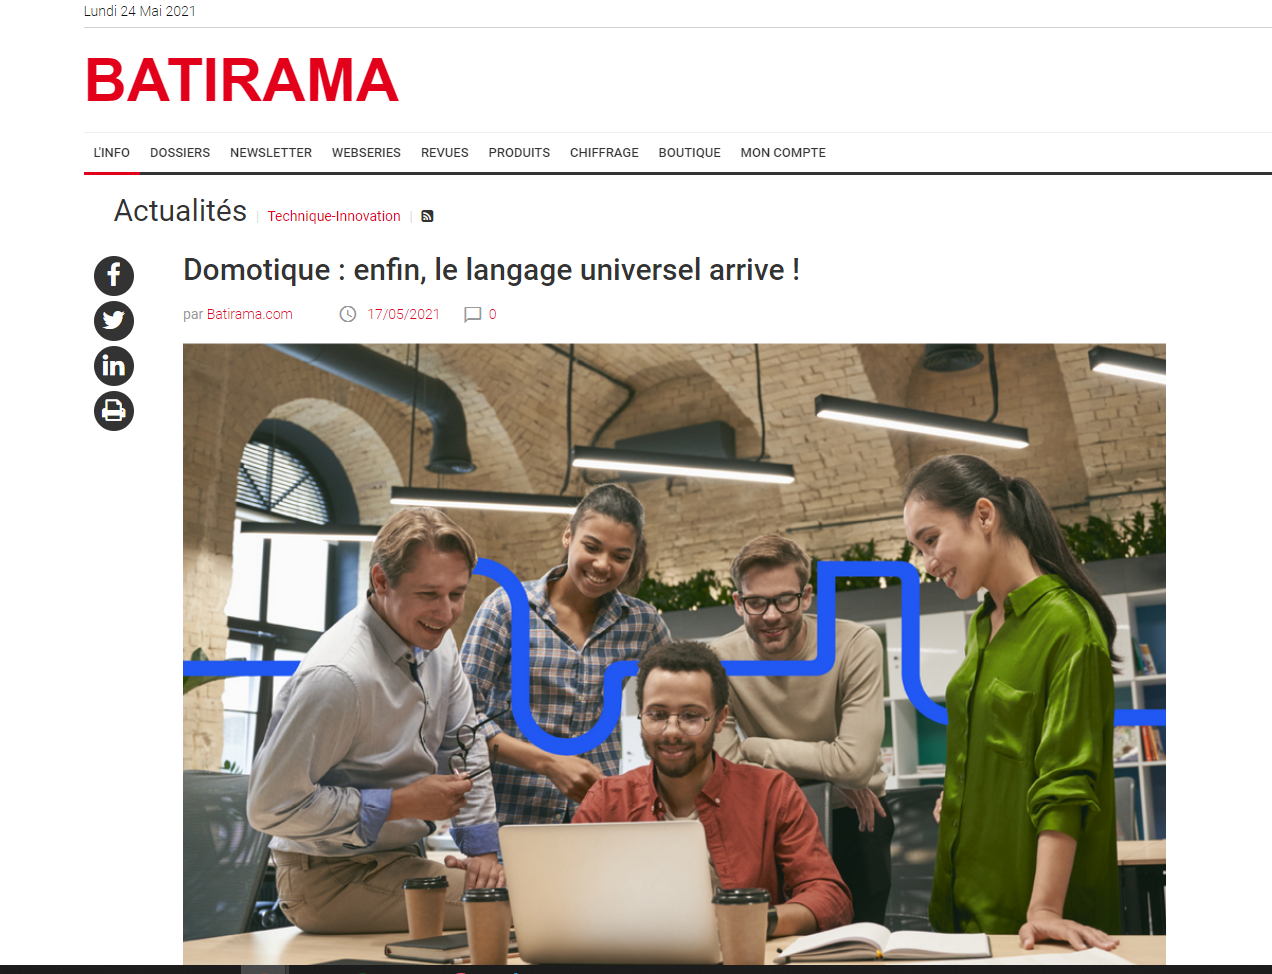 Lundi 24 Mai 2021
BATIRAMA
L'INFO DOSSIERS NEWSLETTER WEBSERIES REVUES PRODUITS CHIFFRAGE BOUTIQUE MON COMPTE
Actualités | Technique-Innovation |
Domotique : enfin, le langage universel arrive !
par Batirama.com 17/05/2021 0